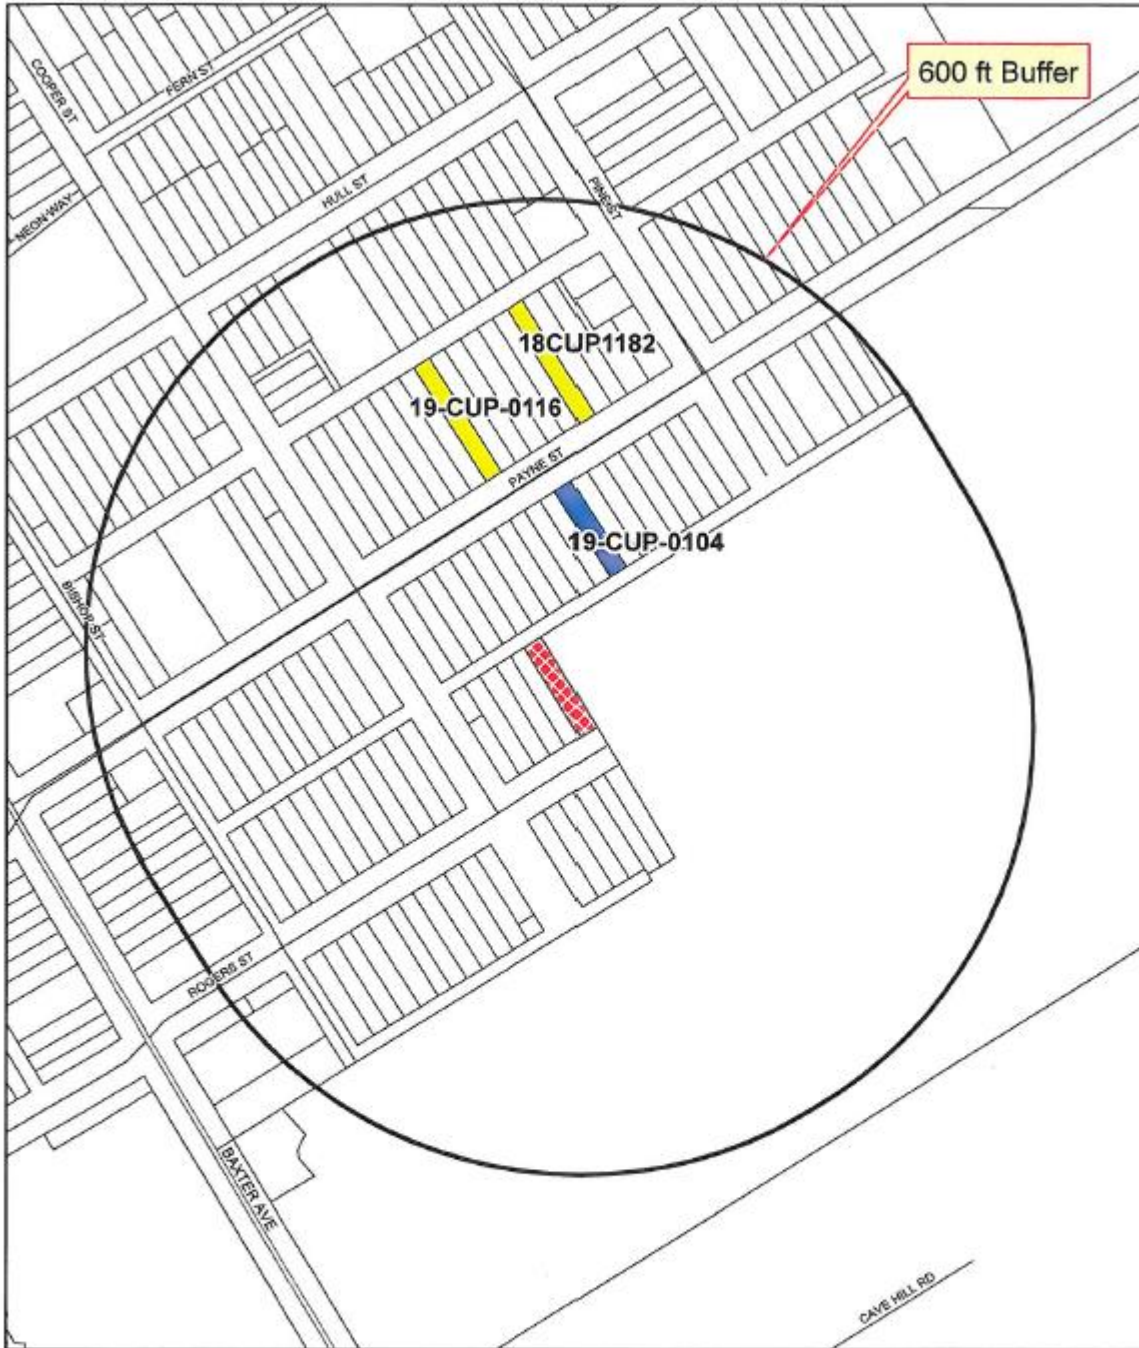 COOPER ST
FERN ST
600 ft Buffer
HULL ST
PINE ST
NEON WAY
18CUP1182
19-CUP-0116
PAYNE ST
19-CUP-0104
BISHOP ST
ROGERS ST
BAXTER AVE
CAVE HILL RD